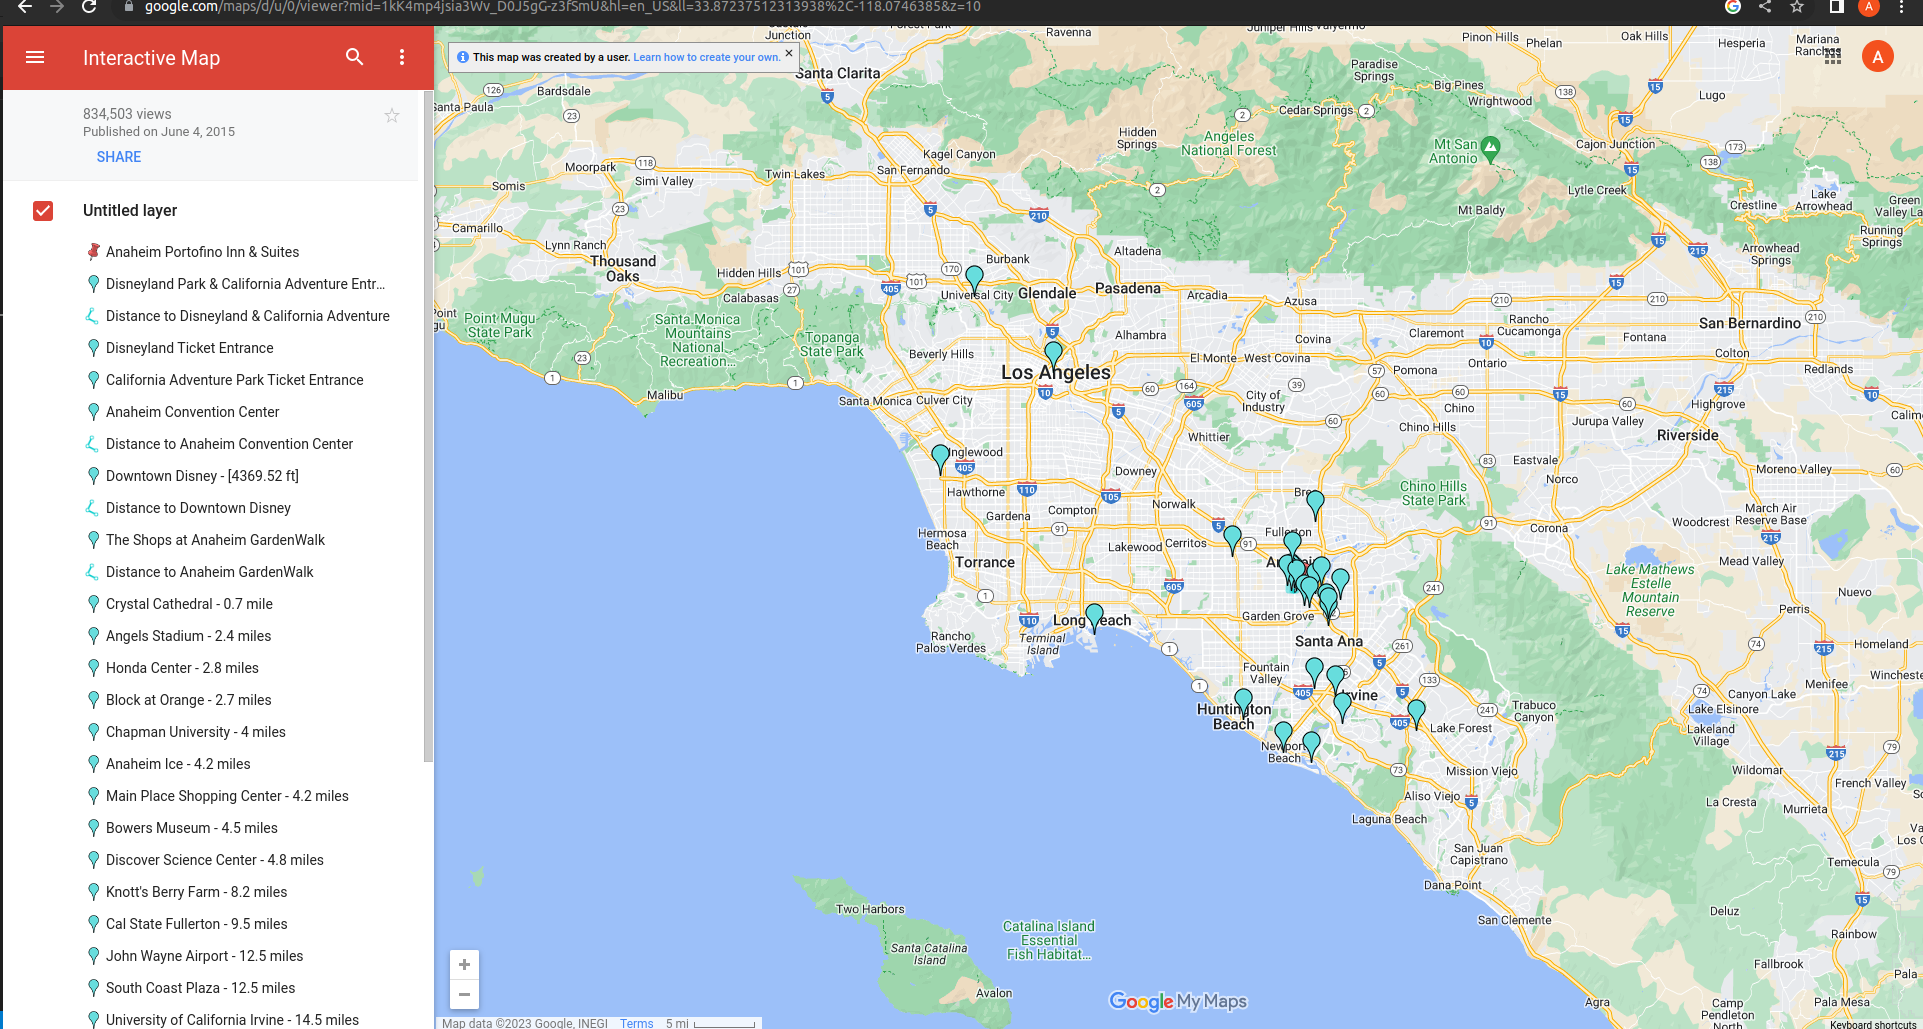 google.com/maps/d/u/0/viewer?mid=1kK4mp4jsia3Wv_D0J5gG-z3fSmU&hl=en_US&ll=33.87237512313938%2C-118.0746385&z=10
A
Interactive Map
834,503 views
Published on June 4, 2015
SHARE
Untitled layer
Anaheim Portofino Inn & Suites
Disneyland Park & California Adventure Entr...
Distance to Disneyland & California Adventure
Disneyland Ticket Entrance
California Adventure Park Ticket Entrance
Anaheim Convention Center
Distance to Anaheim Convention Center
Downtown Disney - [4369.52 ft]
Distance to Downtown Disney
The Shops at Anaheim GardenWalk
Distance to Anaheim GardenWalk
Crystal Cathedral - 0.7 mile
Angels Stadium - 2.4 miles
Honda Center - 2.8 miles
Block at Orange - 2.7 miles
Chapman University - 4 miles
Anaheim Ice - 4.2 miles
Main Place Shopping Center - 4.2 miles
Bowers Museum - 4.5 miles
Discover Science Center - 4.8 miles
Knott's Berry Farm - 8.2 miles
Cal State Fullerton - 9.5 miles
John Wayne Airport - 12.5 miles
South Coast Plaza - 12.5 miles
University of California Irvine - 14.5 miles
This map was created by a user. Learn how to create your own.
A
Junction
Ravenna
Juniper Hills
Valyermo
Pinon Hills
Phelan
Oak Hills
Hesperia
Mariana
Ranchos
Santa Clarita
Santa Paula
Bardsdale
Paradise
Springs
Big Pines
Wrightwood
Lugo
Cedar Springs
Hidden
Springs
Angeles
National Forest
Mt San
Antonio
Cajon Junction
Moorpark
Simi Valley
Somis
Twin Lakes
Kagel Canyon
San Fernando
Lytle Creek
Mt Baldy
Crestline
Lake
Arrowhead
Green
Valley La
Running
Springs
Arrowhead
Springs
Camarillo
Lynn Ranch
Thousand
Oaks
Hidden Hills
Calabasas
Burbank
Altadena
Universal City
Glendale
Pasadena
Arcadia
Azusa
Point
Point Mugu
State Park
Santa Monica
Mountains
National
Recreation...
Topanga
State Park
Beverly Hills
Alhambra
Covina
Claremont
Rancho
Cucamonga
Fontana
San Bernardino
Colton
Redlands
Los Angeles
El Monte
West Covina
Pomona
Ontario
Malibu
Santa Monica
Culver City
City of
Industry
Chino
Highgrove
Whittier
Chino Hills
Jurupa Valley
Riverside
Inglewood
Downey
Eastvale
Norco
Moreno Valley
Hawthorne
Compton
Norwalk
Chino Hills
State Park
Gardena
Fullerton
Corona
Woodcrest
March Air
Reserve Base
Hermosa
Beach
Torrance
Lakewood
Cerritos
Mead Valley
Lake Mathews
Estelle
Mountain
Reserve
Nuevo
Perris
Garden Grove
Long Beach
Terminal
Island
Rancho
Palos Verdes
Santa Ana
Homeland
Fountain
Valley
Irvine
Menifee
Winchester
Canyon Lake
Lake Elsinore
Huntington
Beach
Trabuco
Canyon
Lake Forest
Lakeland
Village
Newport
Beach
Mission Viejo
Wildomar
French Valley
Aliso Viejo
La Cresta
Murrieta
Laguna Beach
San Juan
Capistrano
Temecula
Dana Point
San Clemente
Two Harbors
Santa Catalina
Island
Catalina Island
Essential
Fish Habitat...
Avalon
Deluz
Rainbow
Fallbrook
Pala
Agra
Camp
Pendleton
North
Pala Mesa
Google My Maps
Map data ©2023 Google, INEGI
Terms
5 mi
Keyboard shortcuts